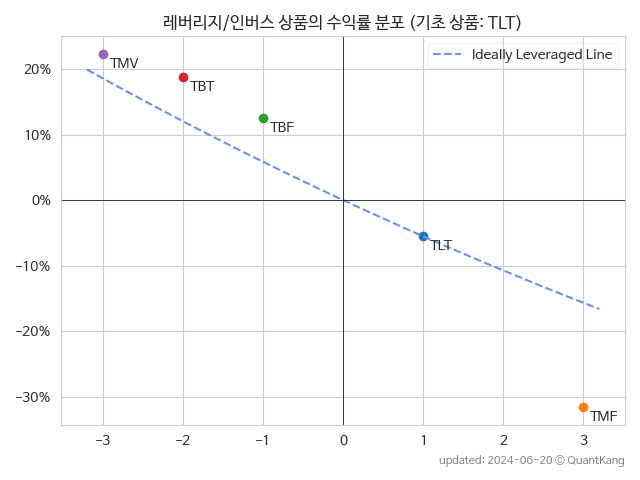 레버리지/인버스 상품의 수익률 분포 (기초 상품: TLT)
Ideally Leveraged Line
20%
10%
0%
−10%
−20%
−30%
TMV
TBT
TBF
TLT
TMF
−3 −2 −1 0 1 2 3
updated: 2024-06-20 © QuantKang